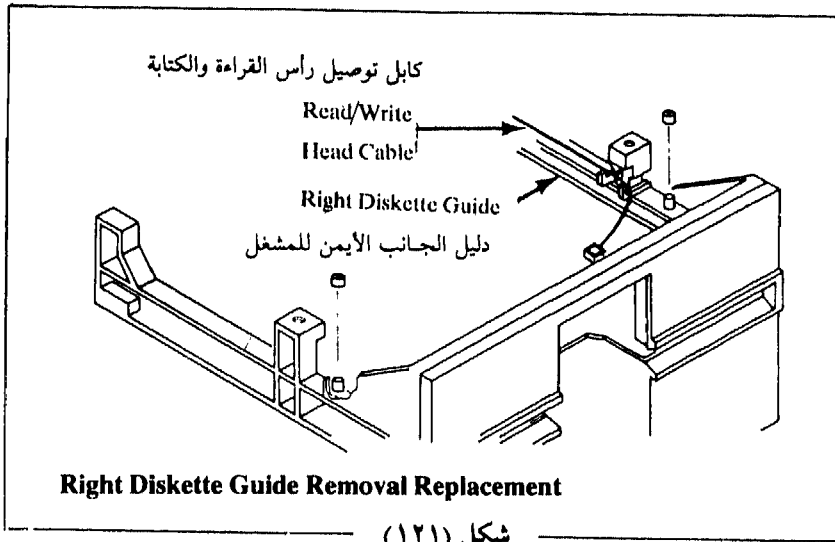 كابل توصيل رأس القراءة والكتابة
Read/Write
Head Cable
Right Diskette Guide
دليل الجانب الأيمن للمشغل
Right Diskette Guide Removal Replacement
شكل (١٢١)